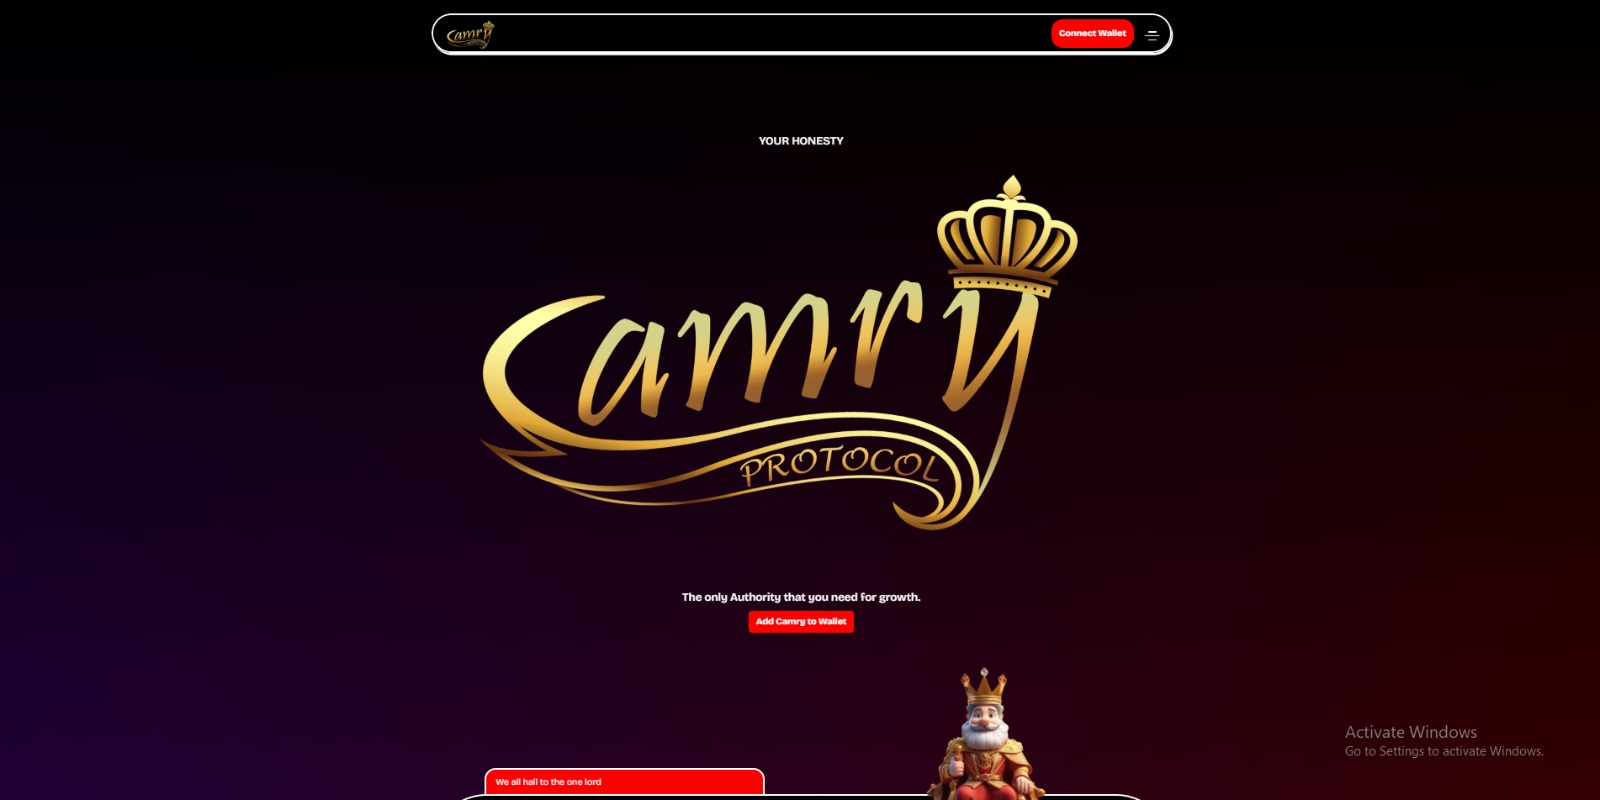 Camry
Connect Wallet
YOUR HONESTY
Camry
PROTOCOL
The only Authority that you need for growth.
Add Camry to Wallet
Activate Windows
Go to Settings to activate Windows.
We all hail to the one lord